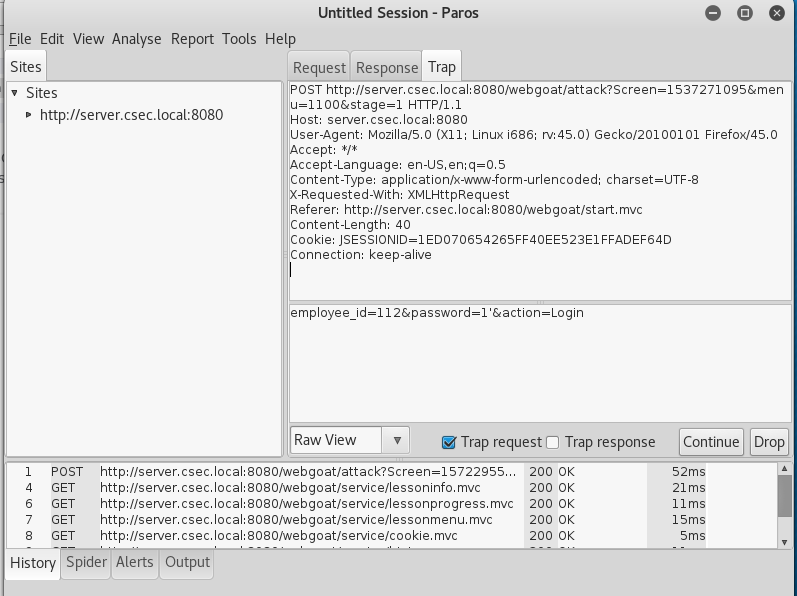 Untitled Session - Paros
File Edit View Analyse Report Tools Help
Sites
Request Response Trap
Sites
http://server.csec.local:8080
POST http://server.csec.local:8080/webgoat/attack?Screen=1537271095&men
u=1100&stage=1 HTTP/1.1
Host: server.csec.local:8080
User-Agent: Mozilla/5.0 (X11; Linux i686; rv:45.0) Gecko/20100101 Firefox/45.0
Accept: */*
Accept-Language: en-US,en;q=0.5
Content-Type: application/x-www-form-urlencoded; charset=UTF-8
X-Requested-With: XMLHttpRequest
Referer: http://server.csec.local:8080/webgoat/start.mvc
Content-Length: 40
Cookie: JSESSIONID=1ED070654265FF40EE523E1FFADEF64D
Connection: keep-alive
employee_id=112&password=1'&action=Login
Raw View Trap request Trap response Continue Drop
1 POST http://server.csec.local:8080/webgoat/attack?Screen=15722955... 200 OK 52ms
4 GET http://server.csec.local:8080/webgoat/service/lessoninfo.mvc 200 OK 21ms
6 GET http://server.csec.local:8080/webgoat/service/lessonprogress.mvc 200 OK 11ms
7 GET http://server.csec.local:8080/webgoat/service/lessonmenu.mvc 200 OK 15ms
8 GET http://server.csec.local:8080/webgoat/service/cookie.mvc 200 OK 5ms
History Spider Alerts Output